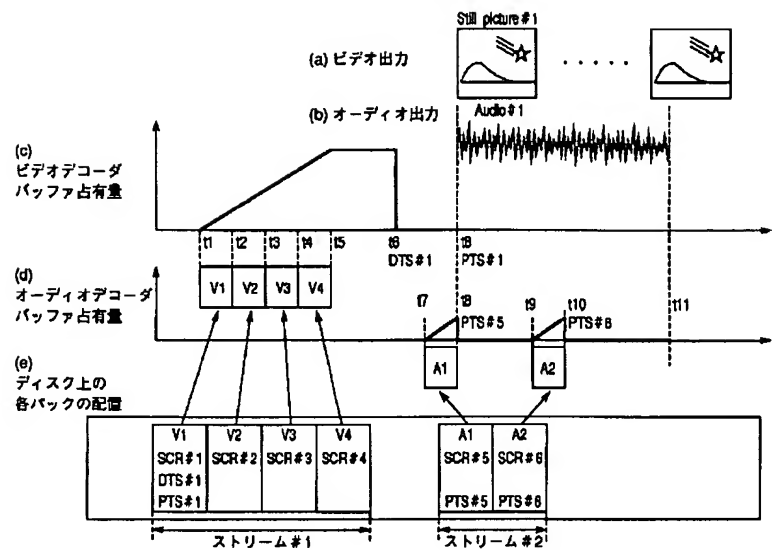 Still picture#1
(a) ビデオ出力
. . . . .
(b) オーディオ出力
Audio#1
(c)
ビデオデコーダ
バッファ占有量
t1 t2 t3 t4 t5 t6 t8
DTS#1 PTS#1
V1 V2 V3 V4
(d)
オーディオデコーダ
バッファ占有量
t7 t8 t9 t10 t11
PTS#5 PTS#6
A1 A2
(e)
ディスク上の
各パックの配置
V1 V2 V3 V4 A1 A2
SCR#1 SCR#2 SCR#3 SCR#4 SCR#5 SCR#6
DTS#1
PTS#1 PTS#5 PTS#6
ストリーム#1 ストリーム#2